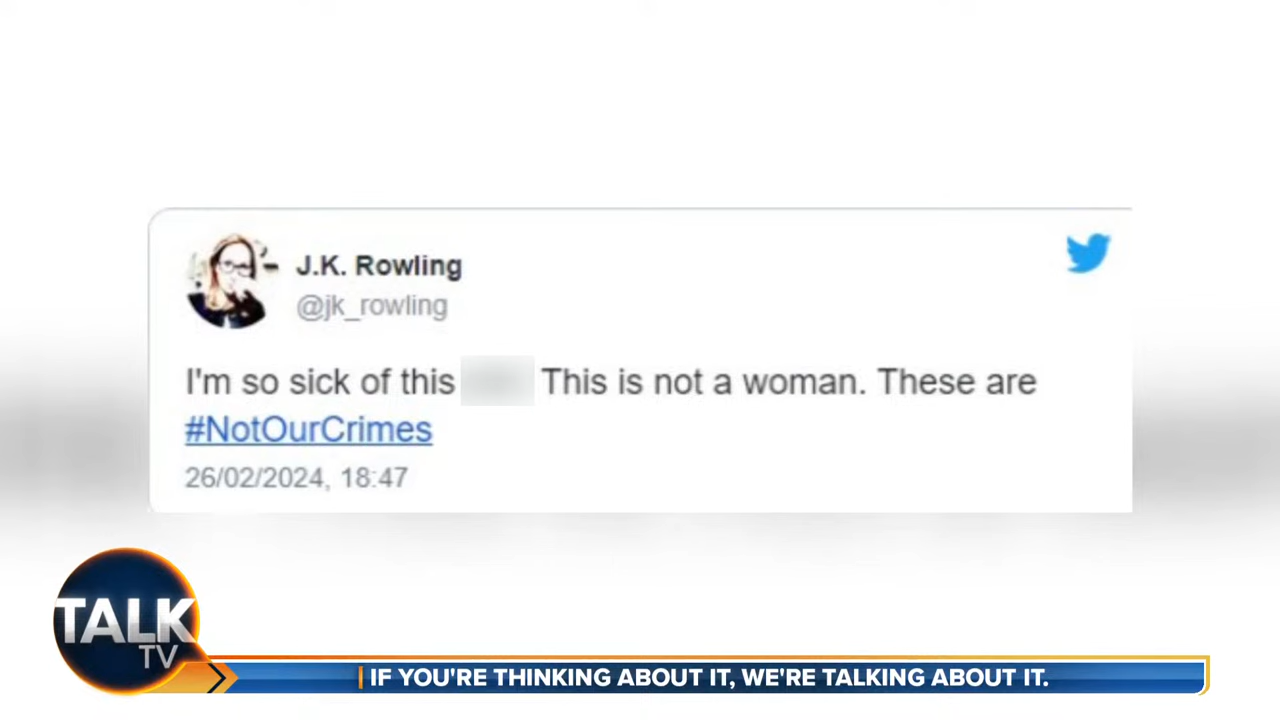 J.K. Rowling
@jk_rowling
I'm so sick of this This is not a woman. These are
#NotOurCrimes
26/02/2024, 18:47
TALK
TV
IF YOU'RE THINKING ABOUT IT, WE'RE TALKING ABOUT IT.